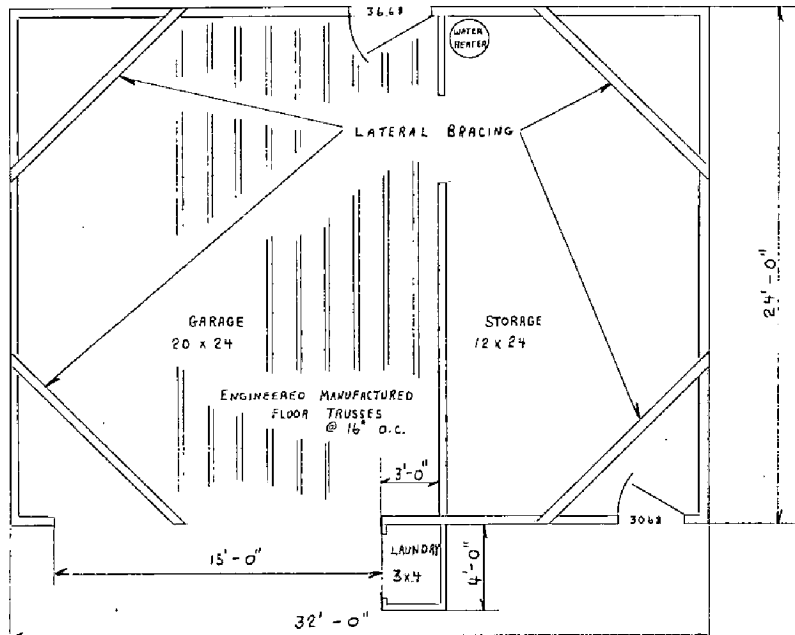 3668
WATER
HEATER
LATERAL BRACING
24'-0"
GARAGE
20 x 24
STORAGE
12 x 24
ENGINEERED MANUFACTURED
FLOOR TRUSSES
@ 16" O.C.
3'-0"
3068
LAUNDRY
3x4
4'-0"
15'-0"
32'-0"